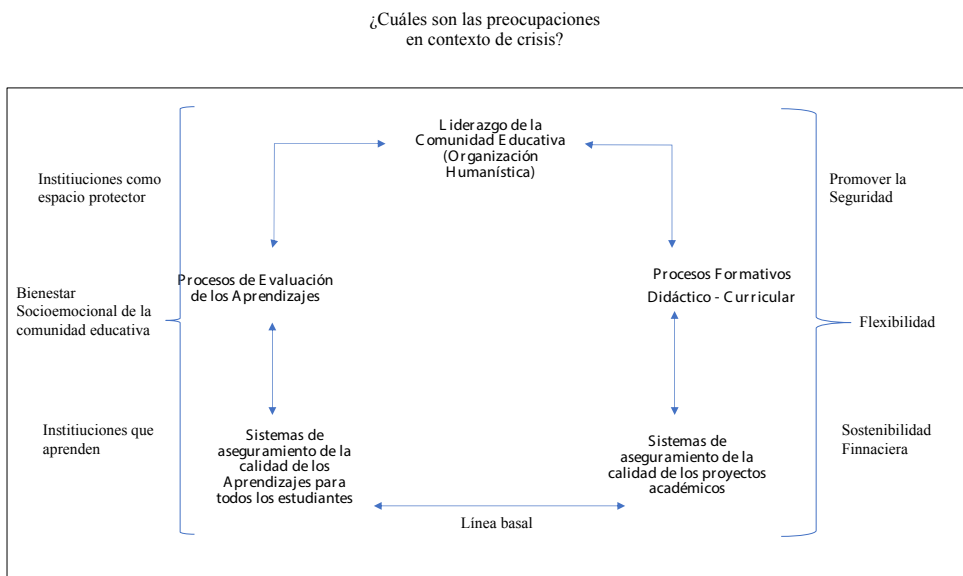 ¿Cuáles son las preocupaciones
en contexto de crisis?
Liderazgo de la
Comunidad Educativa
(Organización
Humanística)
Institiuciones como
espacio protector
Promover la
Seguridad
Procesos de Evaluación
de los Aprendizajes
Procesos Formativos
Didáctico - Curricular
Bienestar
Socioemocional de la
comunidad educativa
Flexibilidad
Institiuciones que
aprenden
Sistemas de
aseguramiento de la
calidad de los
Aprendizajes para
todos los estudiantes
Sistemas de
aseguramiento de la
calidad de los proyectos
académicos
Sostenibilidad
Finnaciera
Línea basal